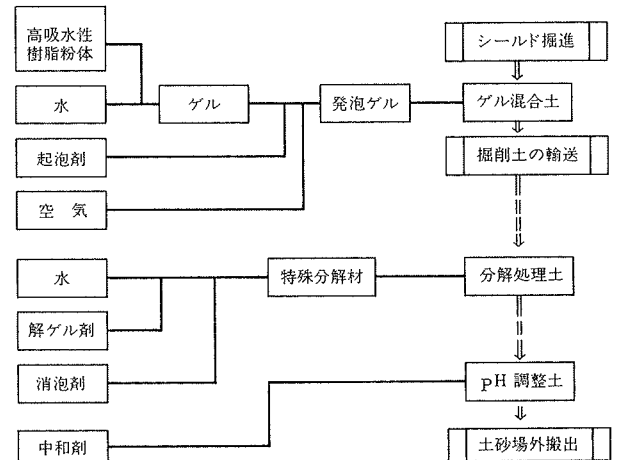 高吸水性
樹脂粉体
シールド掘進
水
ゲル
発泡ゲル
ゲル混合土
起泡剤
掘削土の輸送
空 気
水
特殊分解材
分解処理土
解ゲル剤
消泡剤
pH 調整土
中和剤
土砂場外搬出